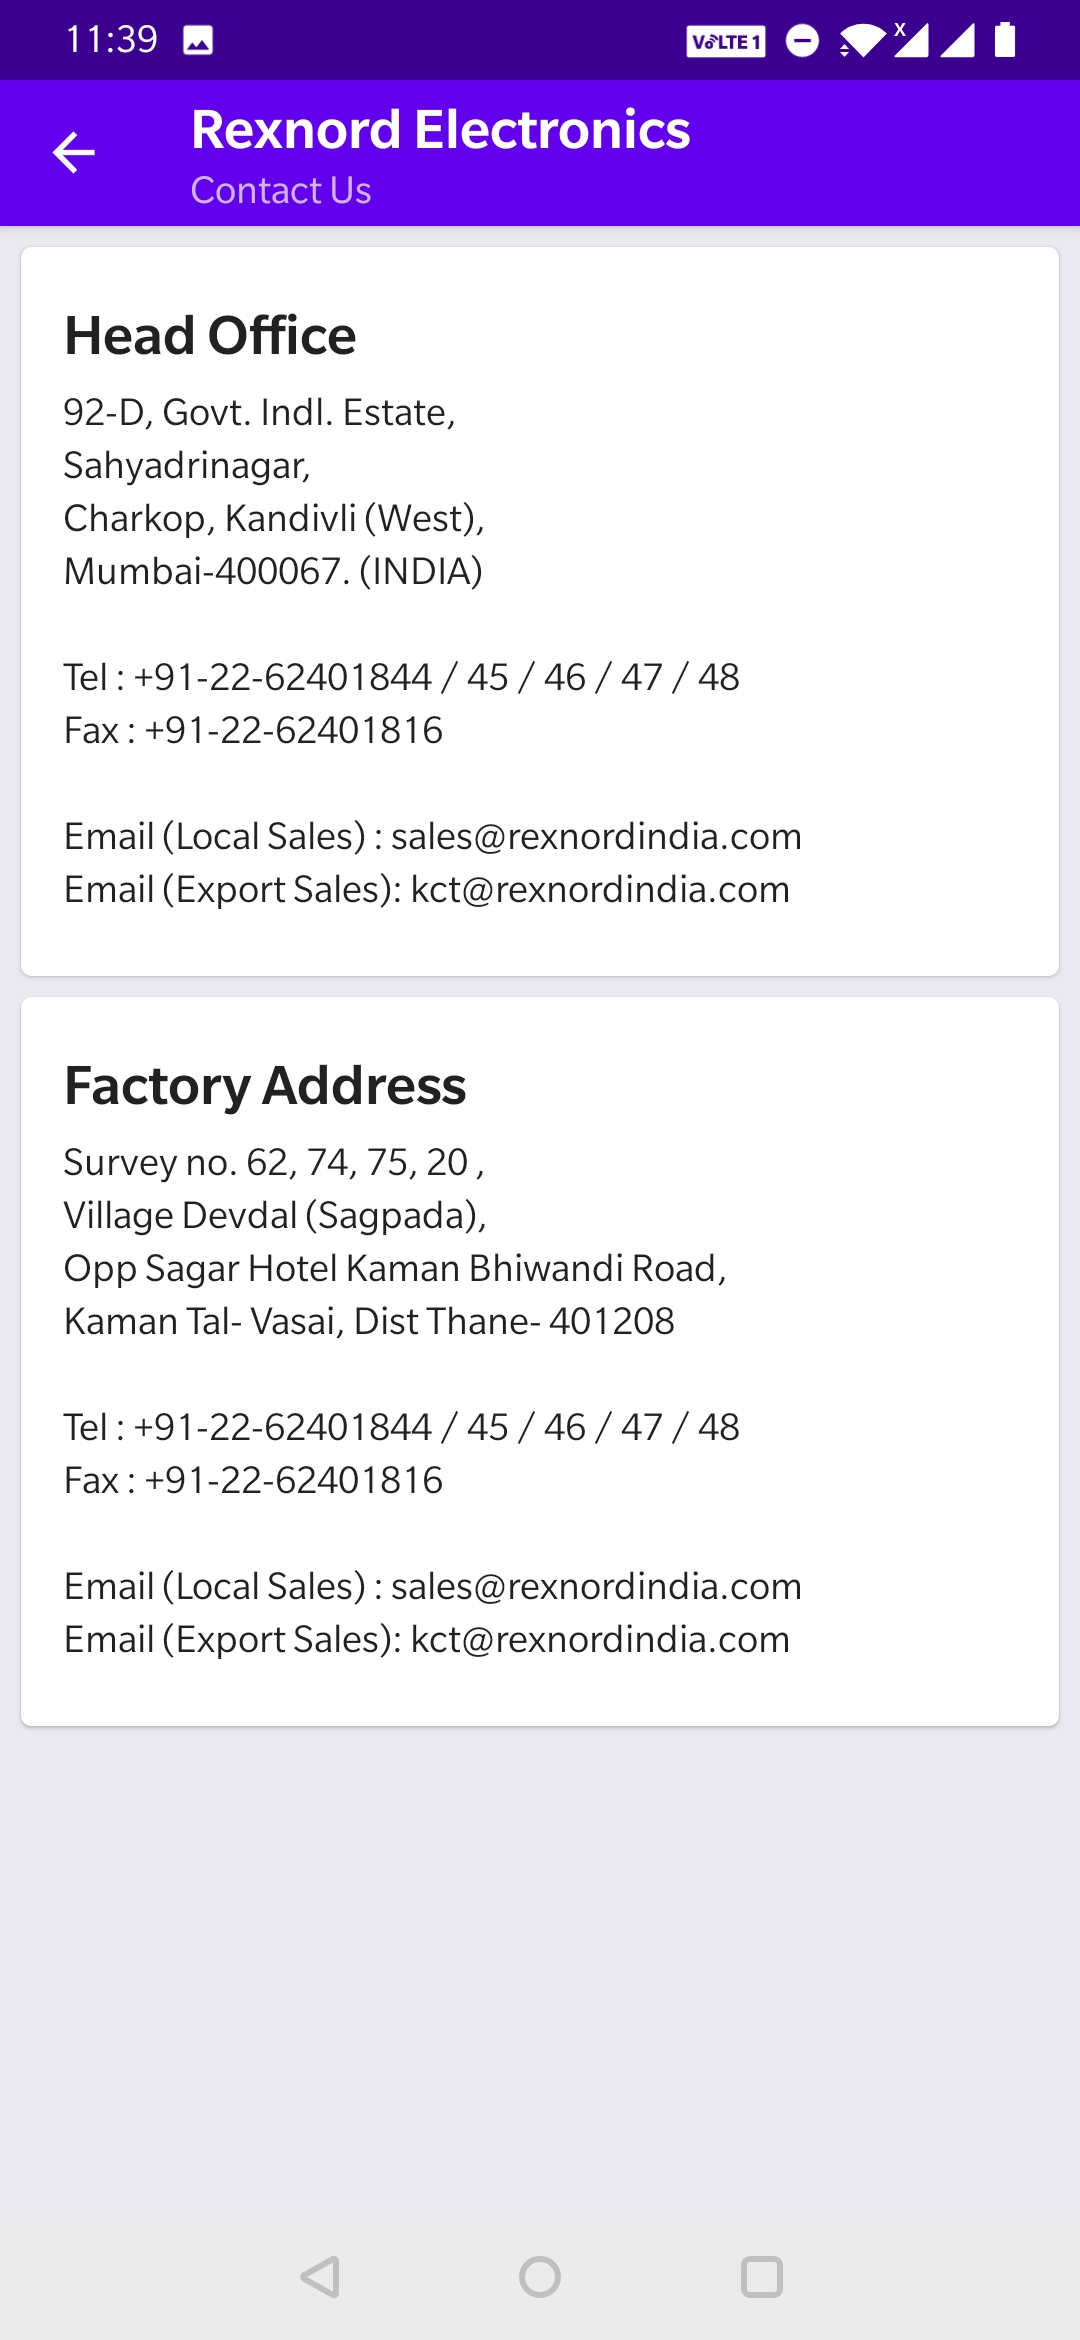 11:39
VoLTE 1
X
Rexnord Electronics
Contact Us
Head Office
92-D, Govt. Indl. Estate,
Sahyadrinagar,
Charkop, Kandivli (West),
Mumbai-400067. (INDIA)
Tel : +91-22-62401844 / 45 / 46 / 47 / 48
Fax : +91-22-62401816
Email (Local Sales) : sales@rexnordindia.com
Email (Export Sales): kct@rexnordindia.com
Factory Address
Survey no. 62, 74, 75, 20 ,
Village Devdal (Sagpada),
Opp Sagar Hotel Kaman Bhiwandi Road,
Kaman Tal- Vasai, Dist Thane- 401208
Tel : +91-22-62401844 / 45 / 46 / 47 / 48
Fax : +91-22-62401816
Email (Local Sales) : sales@rexnordindia.com
Email (Export Sales): kct@rexnordindia.com